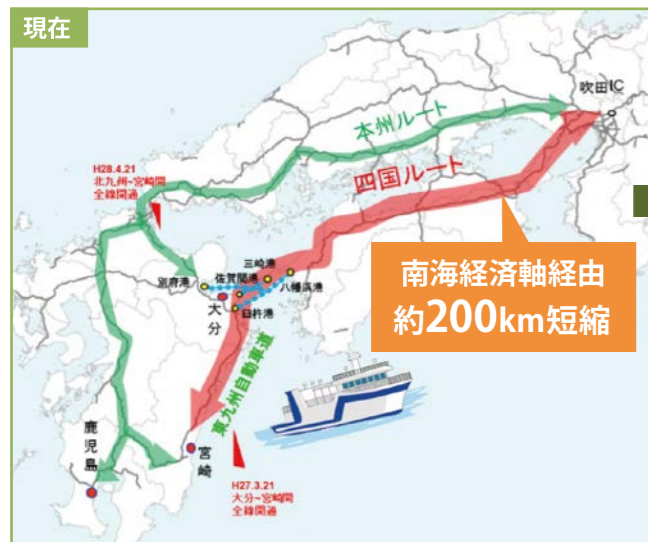 現在
吹田IC
本州ルート
四国ルート
H28.4.21
北九州~宮崎間
全線開通
南海経済軸経由
約200km短縮
三崎港
佐賀関港
別府港
八幡浜港
大分
臼杵港
東九州自動車道
鹿児島
宮崎
H27.3.21
大分~宮崎間
全線開通